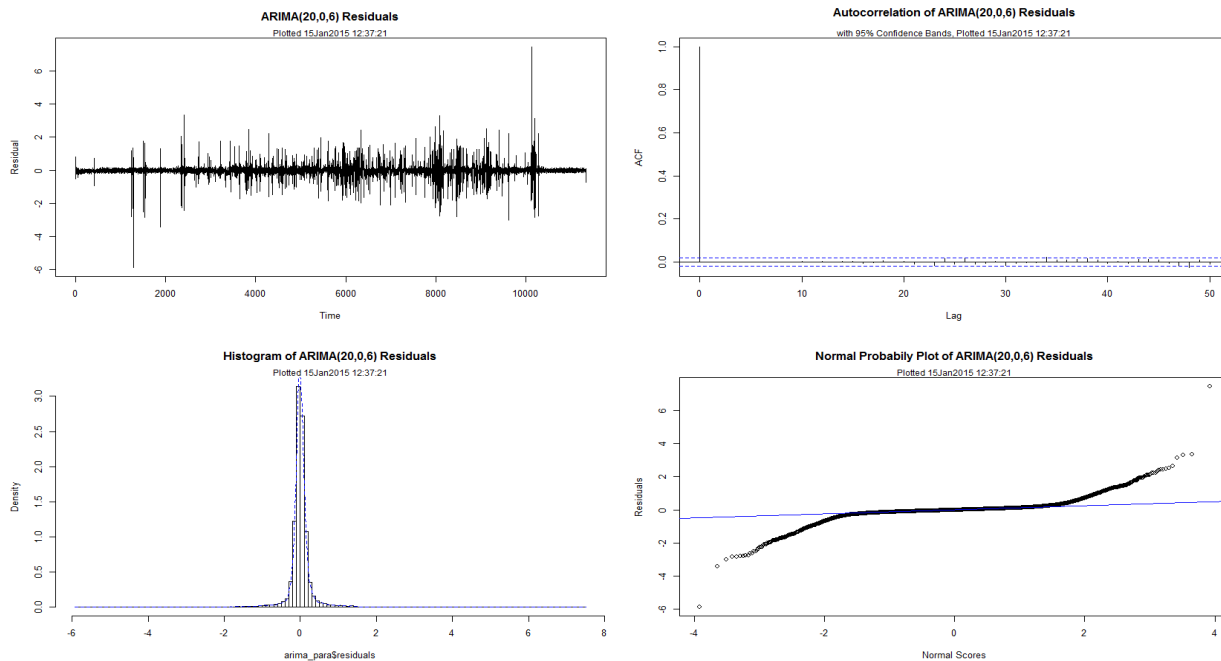 ARIMA(20,0,6) Residuals
Plotted 15Jan2015 12:37:21
Residual
6
4
2
0
-2
-4
-6
0 2000 4000 6000 8000 10000
Time
Autocorrelation of ARIMA(20,0,6) Residuals
with 95% Confidence Bands, Plotted 15Jan2015 12:37:21
ACF
1.0
0.8
0.6
0.4
0.2
0.0
0 10 20 30 40 50
Lag
Histogram of ARIMA(20,0,6) Residuals
Plotted 15Jan2015 12:37:21
Density
3.0
2.5
2.0
1.5
1.0
0.5
0.0
-6 -4 -2 0 2 4 6 8
arima_para$residuals
Normal Probabily Plot of ARIMA(20,0,6) Residuals
Plotted 15Jan2015 12:37:21
Residuals
6
4
2
0
-2
-4
-6
-4 -2 0 2 4
Normal Scores